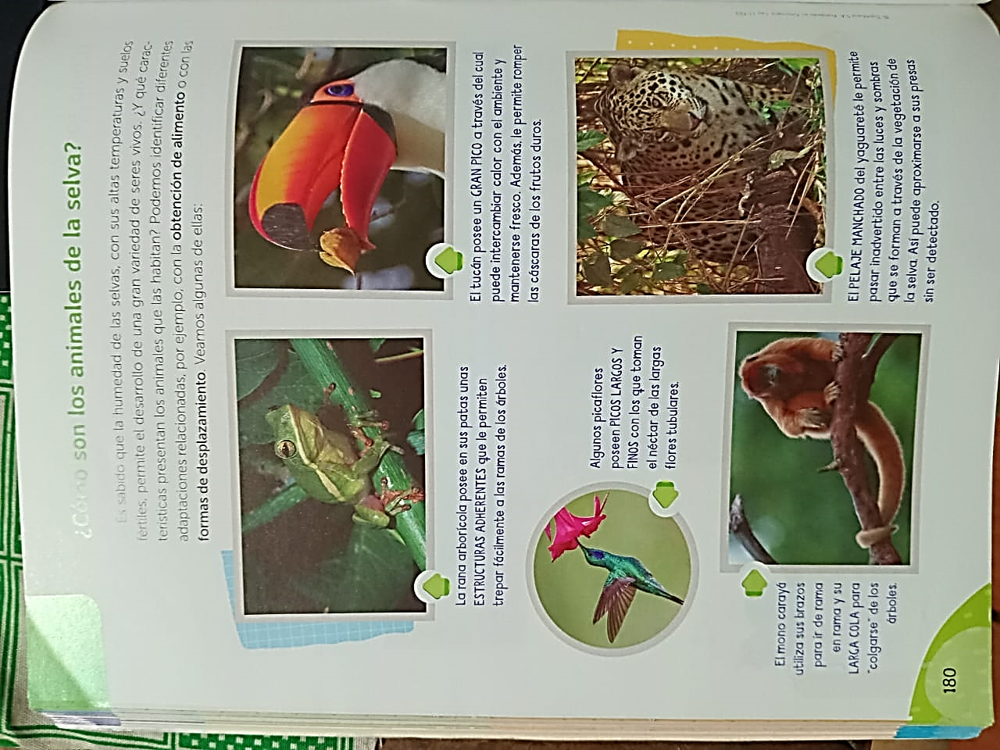 ¿Cómo son los animales de la selva?
Es sabido que la humedad de las selvas, con sus altas temperaturas y suelos
fértiles, permite el desarrollo de una gran variedad de seres vivos. ¿Y qué carac-
terísticas presentan los animales que las habitan? Podemos identificar diferentes
adaptaciones relacionadas, por ejemplo, con la obtención de alimento o con las
formas de desplazamiento. Veamos algunas de ellas:
La rana arborícola posee en sus patas unas
ESTRUCTURAS ADHERENTES que le permiten
trepar fácilmente a las ramas de los árboles.
El tucán posee un GRAN PICO a través del cual
puede intercambiar calor con el ambiente y
mantenerse fresco. Además, le permite romper
las cáscaras de los frutos duros.
Algunos picaflores
poseen PICOS LARGOS Y
FINOS con los que toman
el néctar de las largas
flores tubulares.
El PELAJE MANCHADO del yaguareté le permite
pasar inadvertido entre las luces y sombras
que se forman a través de la vegetación de
la selva. Así puede aproximarse a sus presas
sin ser detectado.
El mono carayá
utiliza sus brazos
para ir de rama
en rama y su
LARGA COLA para
"colgarse" de los
árboles.
180